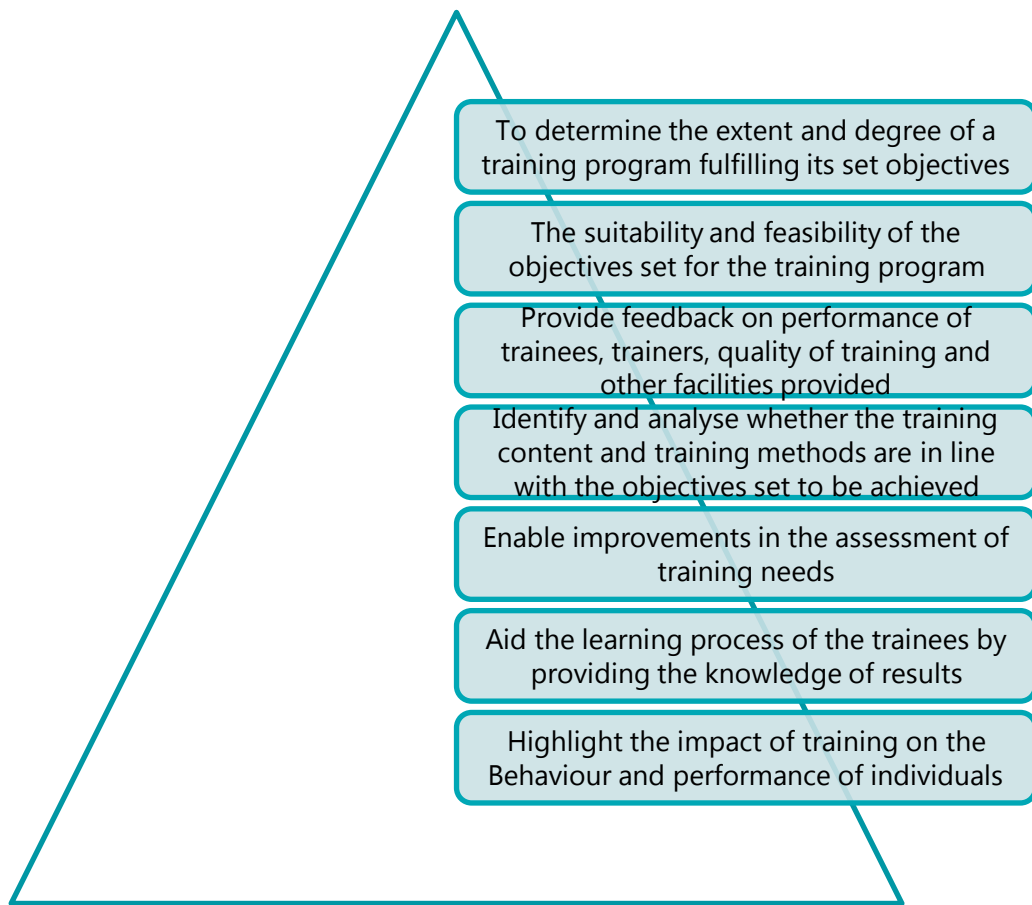 To determine the extent and degree of a
training program fulfilling its set objectives
The suitability and feasibility of the
objectives set for the training program
Provide feedback on performance of
trainees, trainers, quality of training and
other facilities provided
Identify and analyse whether the training
content and training methods are in line
with the objectives set to be achieved
Enable improvements in the assessment of
training needs
Aid the learning process of the trainees by
providing the knowledge of results
Highlight the impact of training on the
Behaviour and performance of individuals